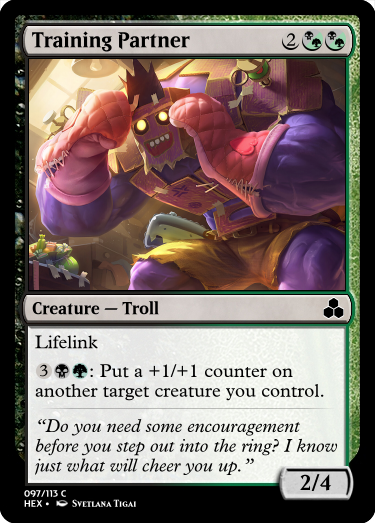 Training Partner 2
Creature — Troll
Lifelink
3: Put a +1/+1 counter on
another target creature you control.
“Do you need some encouragement
before you step out into the ring? I know
just what will cheer you up.”
2/4
097/113 C
HEX • Svetlana Tigai